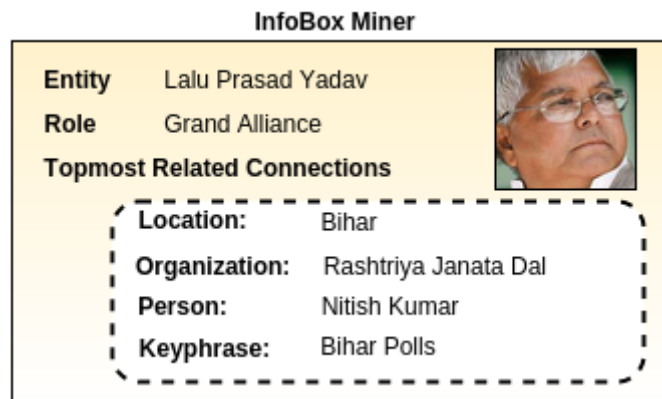 InfoBox Miner
Entity Lalu Prasad Yadav
Role Grand Alliance
Topmost Related Connections
Location: Bihar
Organization: Rashtriya Janata Dal
Person: Nitish Kumar
Keyphrase: Bihar Polls